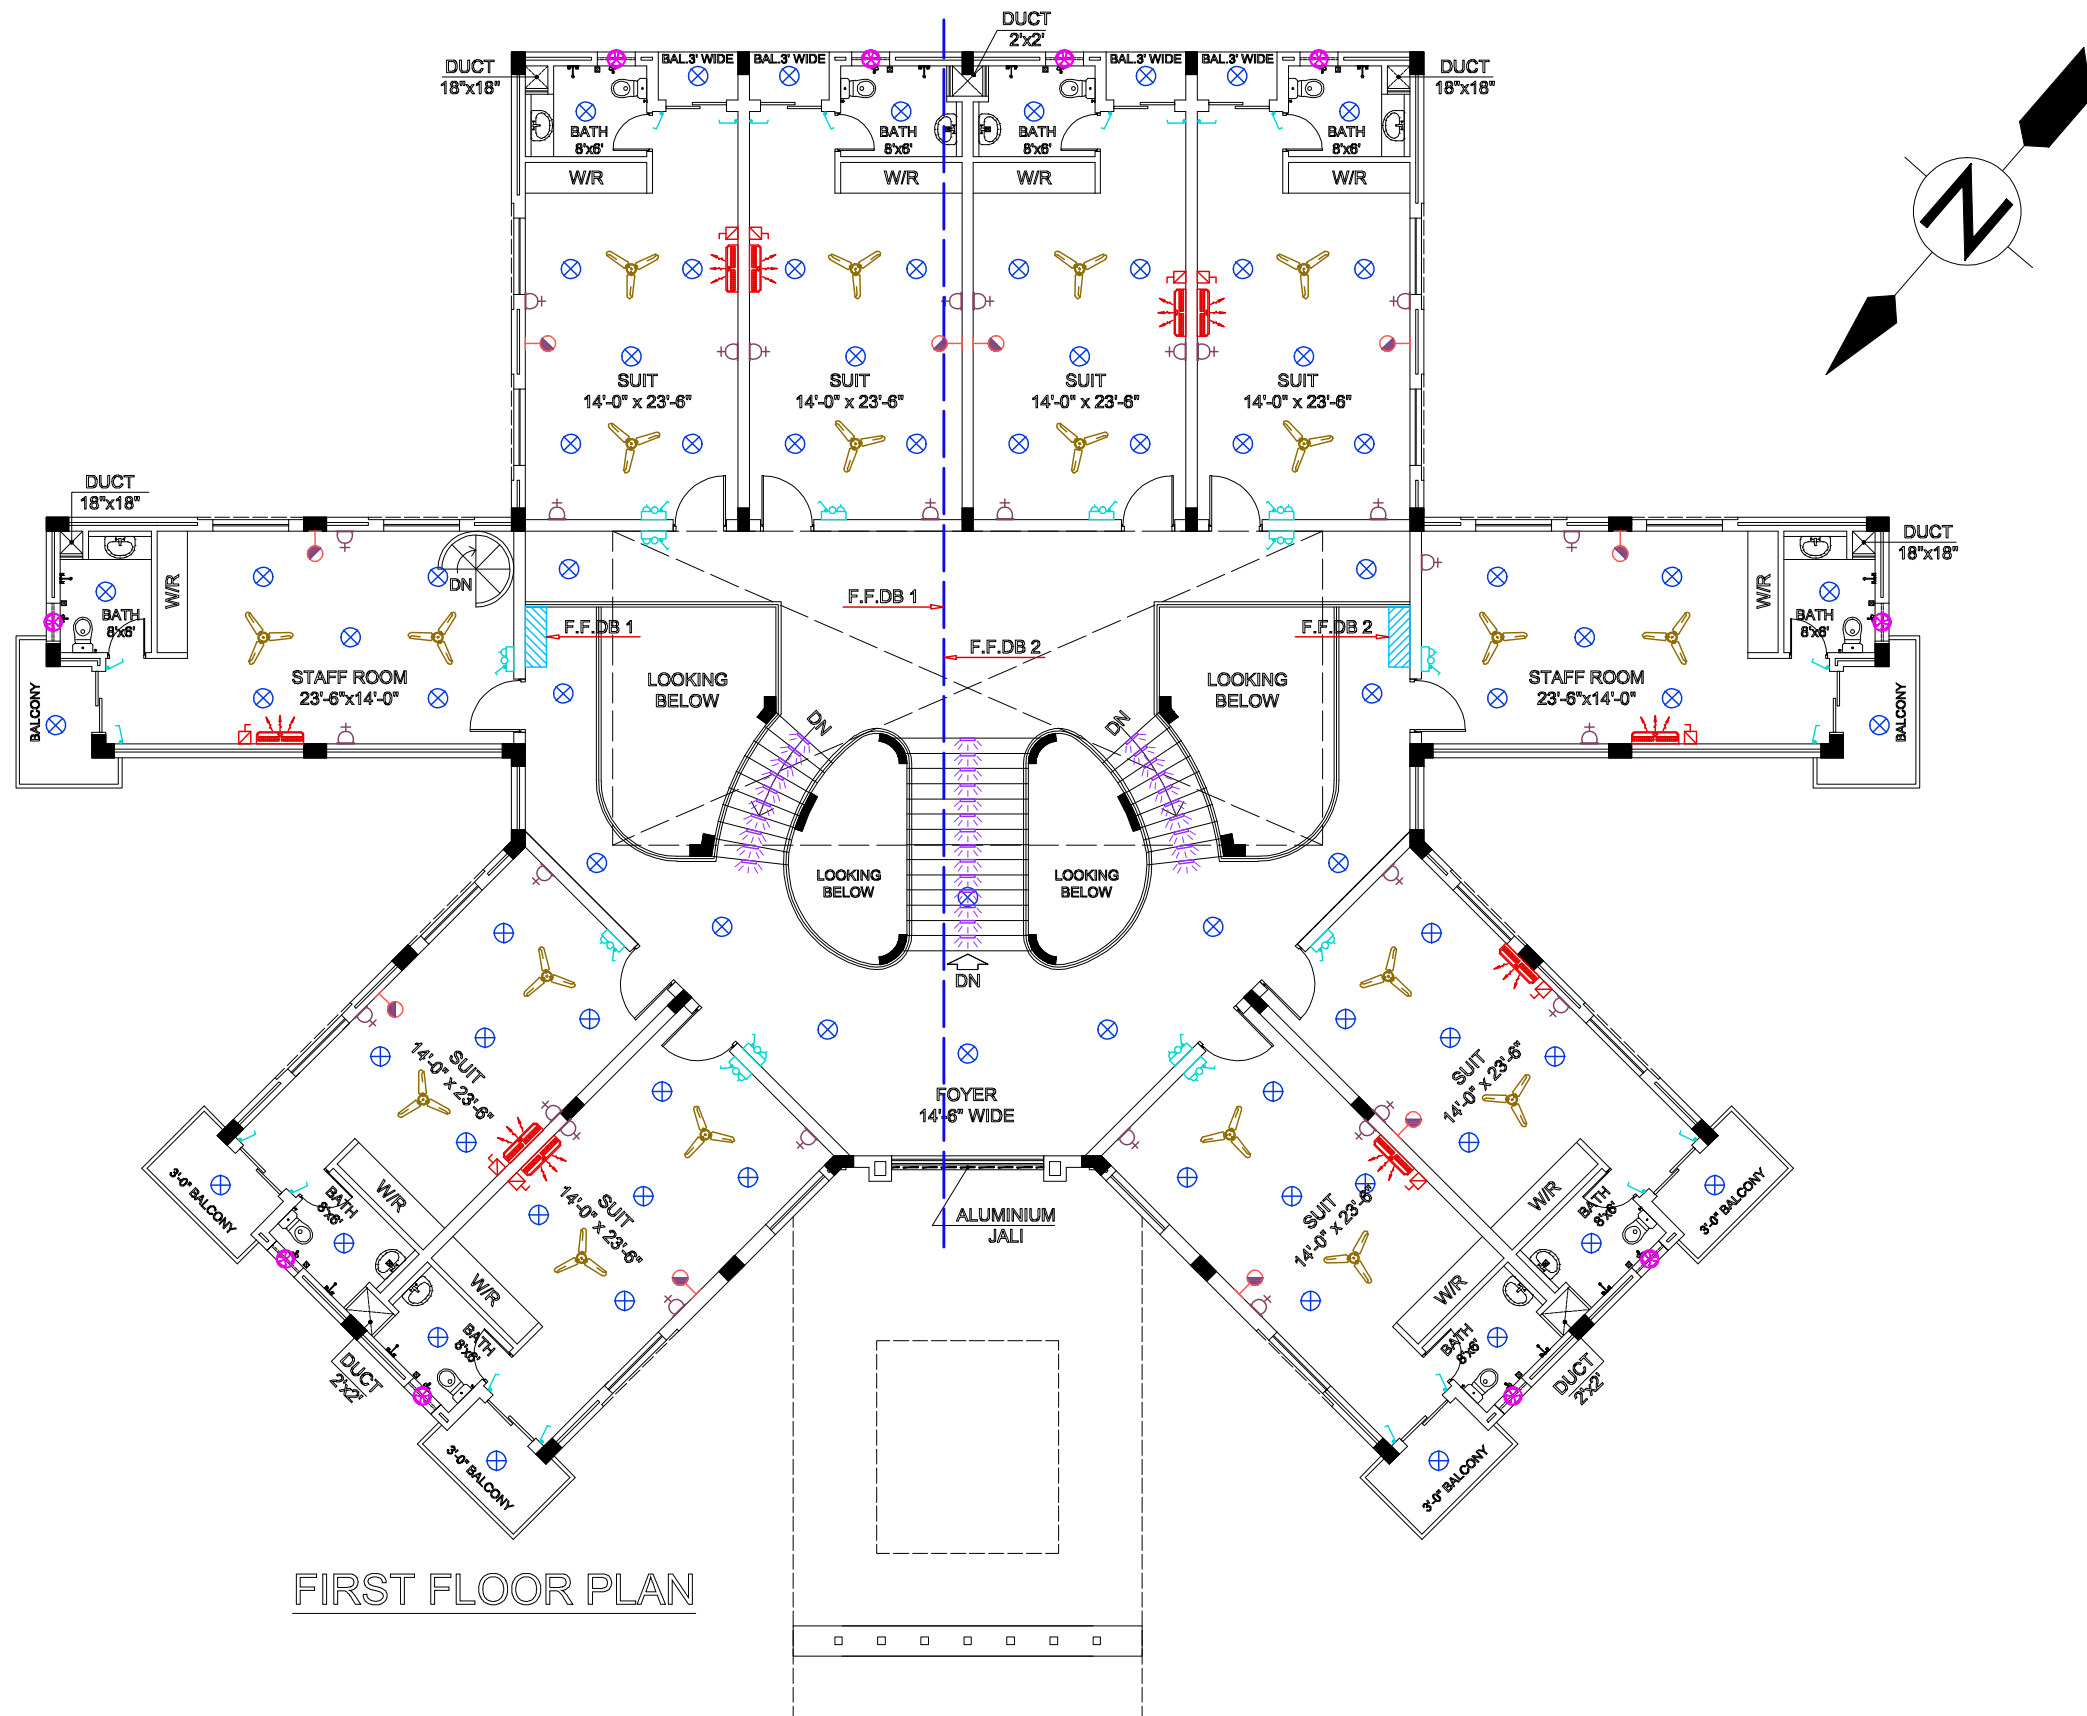 DUCT
2'x2'
DUCT
18"x18"
BAL.3' WIDE
BAL.3' WIDE
BAL.3' WIDE
BAL.3' WIDE
DUCT
18"x18"
BATH
8'x6'
BATH
8'x6'
BATH
8'x6'
BATH
8'x6'
W/R
W/R
W/R
W/R
N
SUIT
14'-0" x 23'-6"
SUIT
14'-0" x 23'-6"
SUIT
14'-0" x 23'-6"
SUIT
14'-0" x 23'-6"
DUCT
18"x18"
DUCT
18"x18"
W/R
DN
BATH
8'x6'
STAFF ROOM
23'-6"x14'-0"
BALCONY
F.F.DB 1
F.F.DB 1
F.F.DB 2
F.F.DB 2
W/R
BATH
8'x6'
STAFF ROOM
23'-6"x14'-0"
BALCONY
LOOKING
BELOW
LOOKING
BELOW
DN
DN
LOOKING
BELOW
LOOKING
BELOW
DN
SUIT
14'-0" x 23'-6"
SUIT
14'-0" x 23'-6"
FOYER
14'-6" WIDE
3'-0" BALCONY
BATH
8'x6'
W/R
SUIT
14'-0" x 23'-6"
SUIT
14'-0" x 23'-6"
W/R
BATH
8'x6'
3'-0" BALCONY
ALUMINIUM
JALI
W/R
W/R
BATH
8'x6'
BATH
8'x6'
DUCT
2'x2'
DUCT
2'x2'
3'-0" BALCONY
3'-0" BALCONY
FIRST FLOOR PLAN